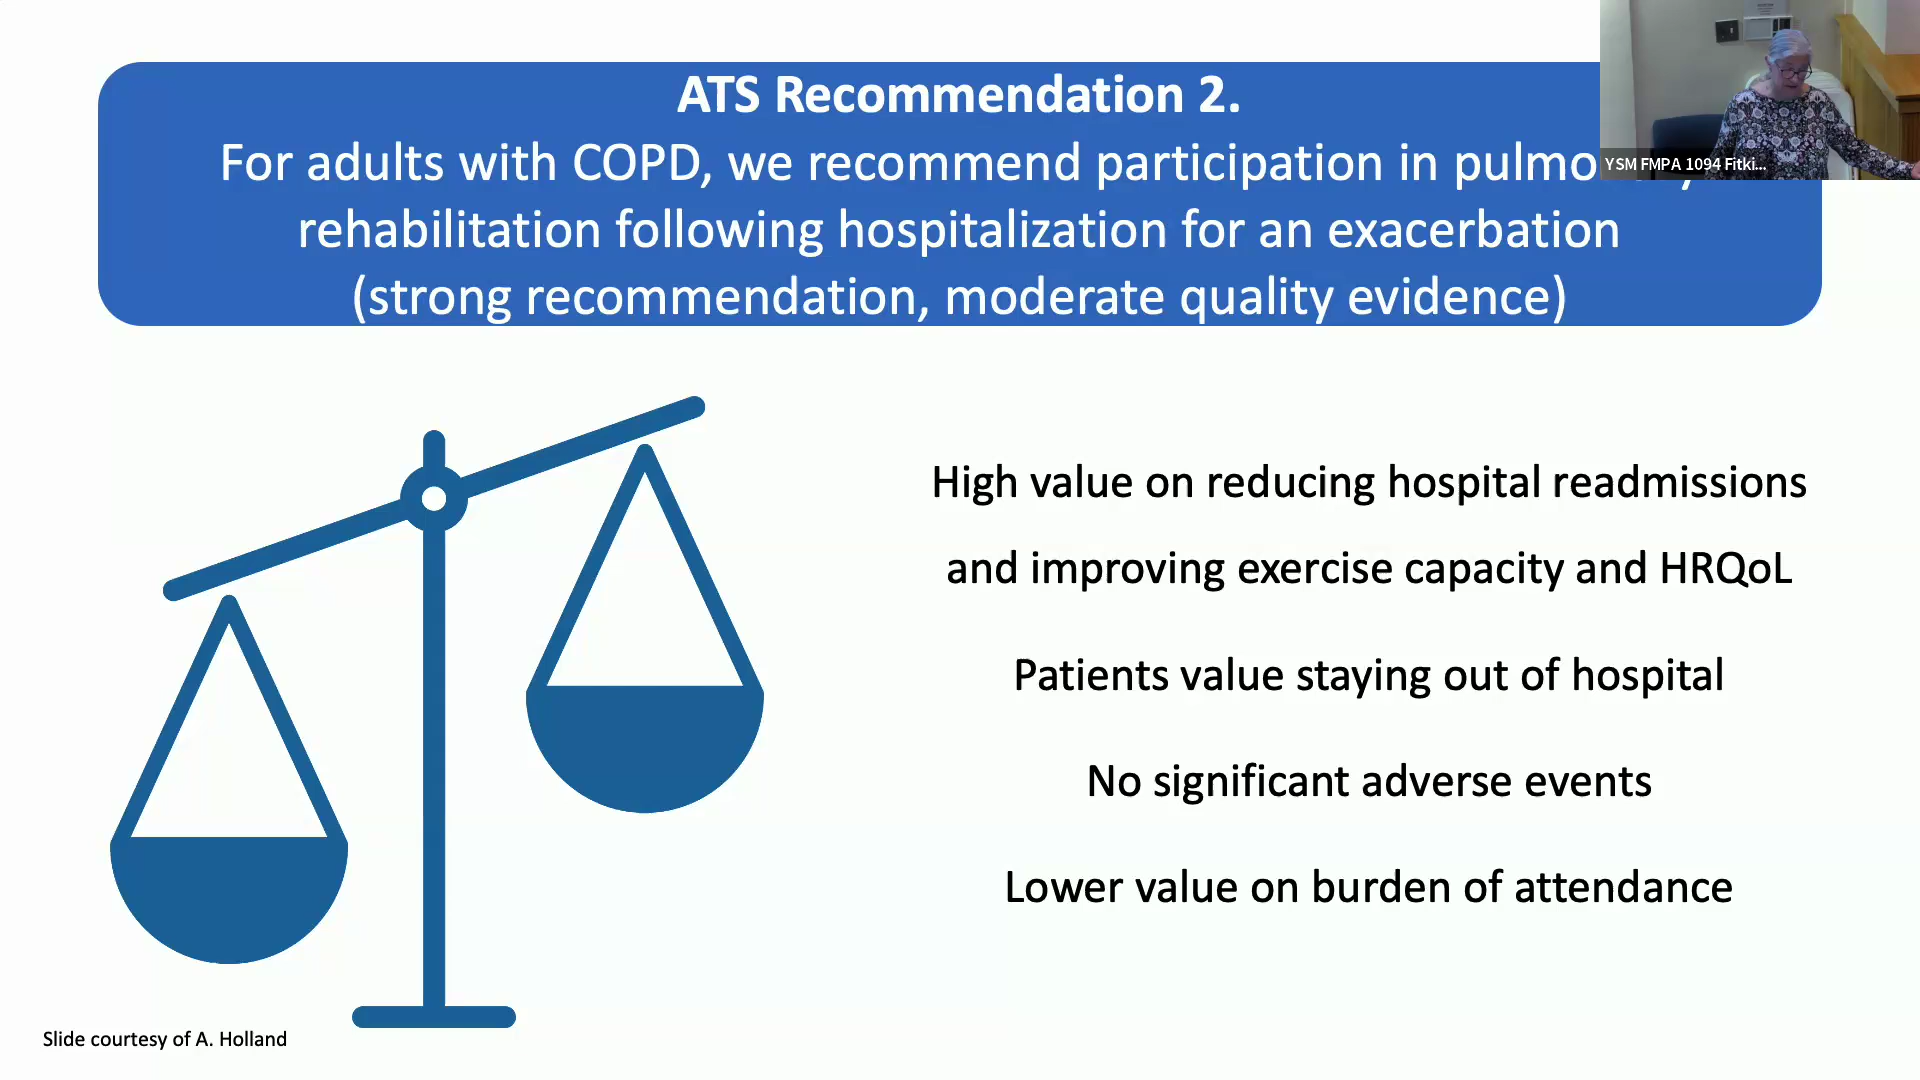 ATS Recommendation 2.
For adults with COPD, we recommend participation in
rehabilitation following hospitalization for an exacerbation
(strong recommendation, moderate quality evidence)
YSM FMPA 1094 Fitki...
High value on reducing hospital readmissions
and improving exercise capacity and HRQoL
Patients value staying out of hospital
No significant adverse events
Lower value on burden of attendance
Slide courtesy of A. Holland